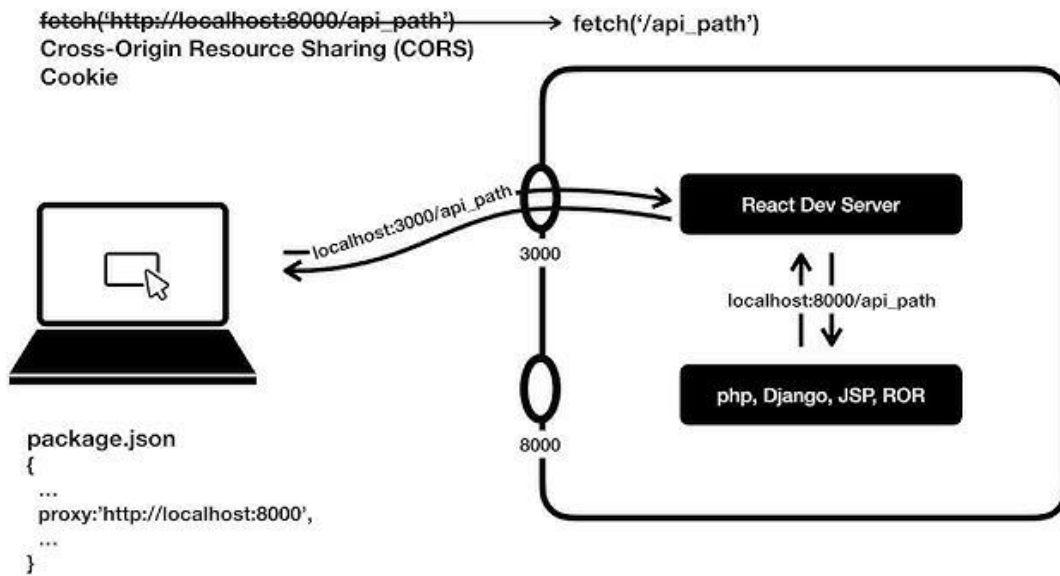 fetch('http://localhost:8000/api_path')
fetch('/api_path')
Cross-Origin Resource Sharing (CORS)
Cookie
localhost:3000/api_path
3000
React Dev Server
localhost:8000/api_path
php, Django, JSP, ROR
8000
package.json
{
...
proxy:'http://localhost:8000',
...
}